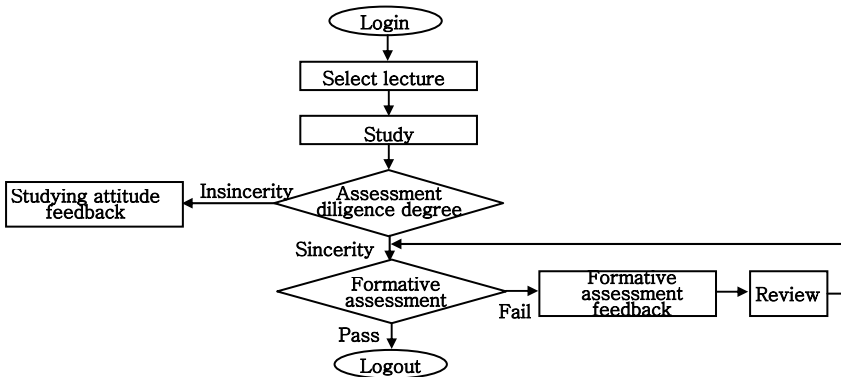 Login
Select lecture
Study
Assessment
diligence degree
Insincerity
Studying attitude
feedback
Sincerity
Formative
assessment
Fail
Formative
assessment
feedback
Review
Pass
Logout